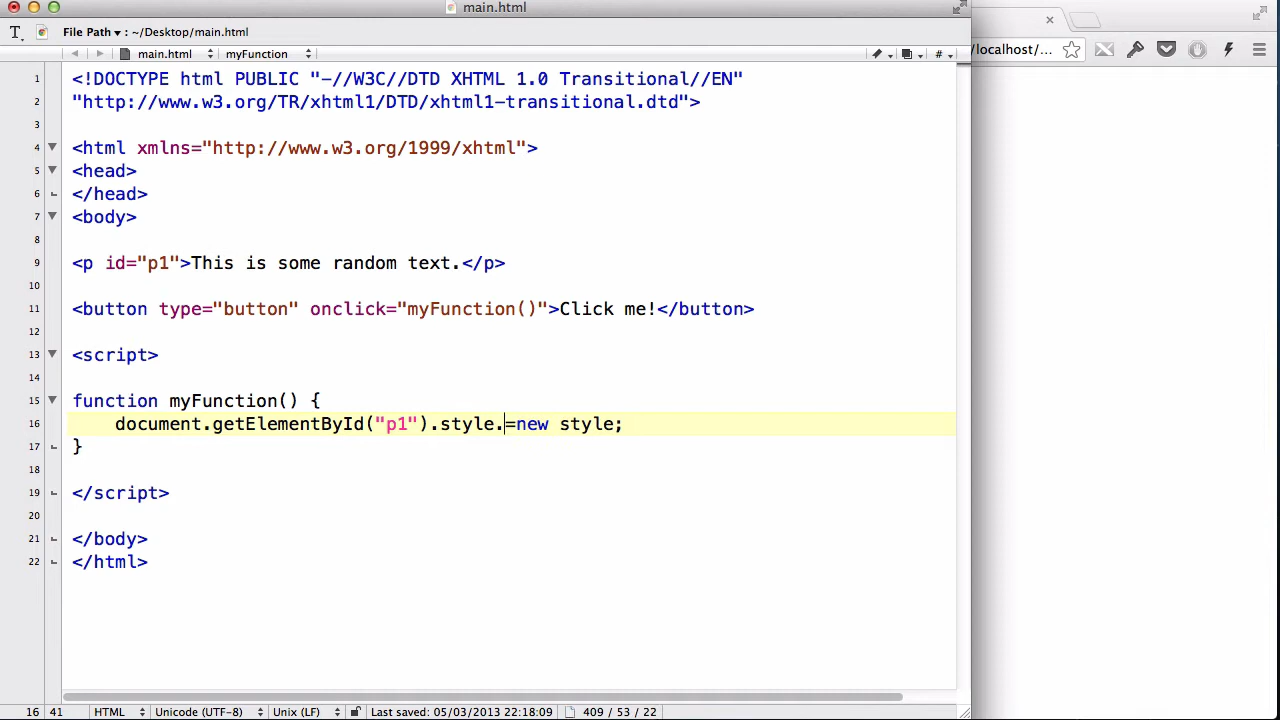 main.html
File Path ▾ : ~/Desktop/main.html
main.html
myFunction
#
/localhost/...
1 <!DOCTYPE html PUBLIC "-//W3C//DTD XHTML 1.0 Transitional//EN"
2 "http://www.w3.org/TR/xhtml1/DTD/xhtml1-transitional.dtd">
3
4 <html xmlns="http://www.w3.org/1999/xhtml">
5 <head>
6 </head>
7 <body>
8
9 <p id="p1">This is some random text.</p>
10
11 <button type="button" onclick="myFunction()">Click me!</button>
12
13 <script>
14
15 function myFunction() {
16 document.getElementById("p1").style.=new style;
17 }
18
19 </script>
20
21 </body>
22 </html>
16 41 HTML Unicode (UTF-8) Unix (LF) Last saved: 05/03/2013 22:18:09 409 / 53 / 22